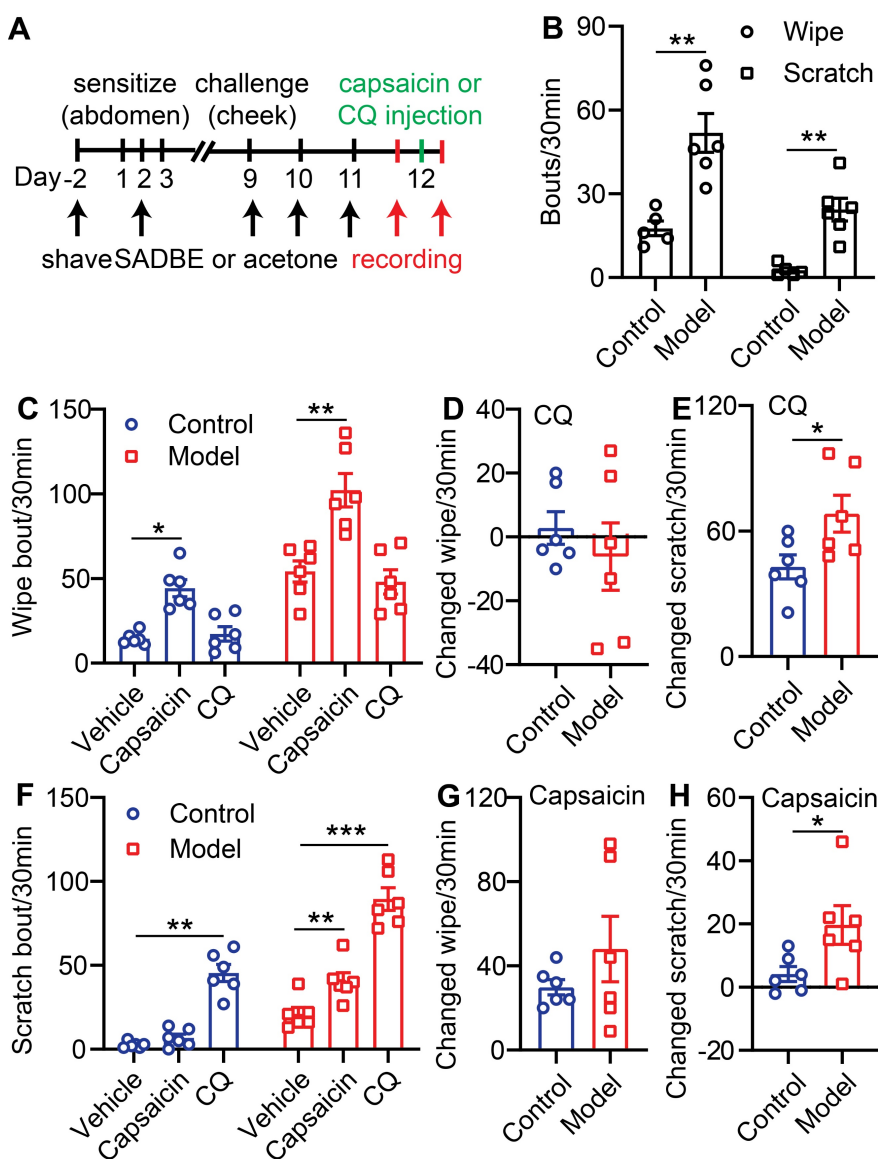 A
sensitize challenge capsaicin or
(abdomen) (cheek) CQ injection
Day -2 1 2 3 9 10 11 12
shave SADBE or acetone recording
B
Bouts/30min
90
60
30
0
Wipe
Scratch
**
**
Control
Model
Control
Model
C
Wipe bout/30min
150
100
50
0
Control
Model
*
**
Vehicle
Capsaicin
CQ
Vehicle
Capsaicin
CQ
D
CQ
Changed wipe/30min
40
20
0
-20
-40
Control
Model
E
CQ
Changed scratch/30min
120
60
0
*
Control
Model
F
Scratch bout/30min
150
100
50
0
Control
Model
**
**
***
Vehicle
Capsaicin
CQ
Vehicle
Capsaicin
CQ
G
Capsaicin
Changed wipe/30min
120
80
40
0
Control
Model
H
Capsaicin
Changed scratch/30min
60
40
20
0
-20
*
Control
Model